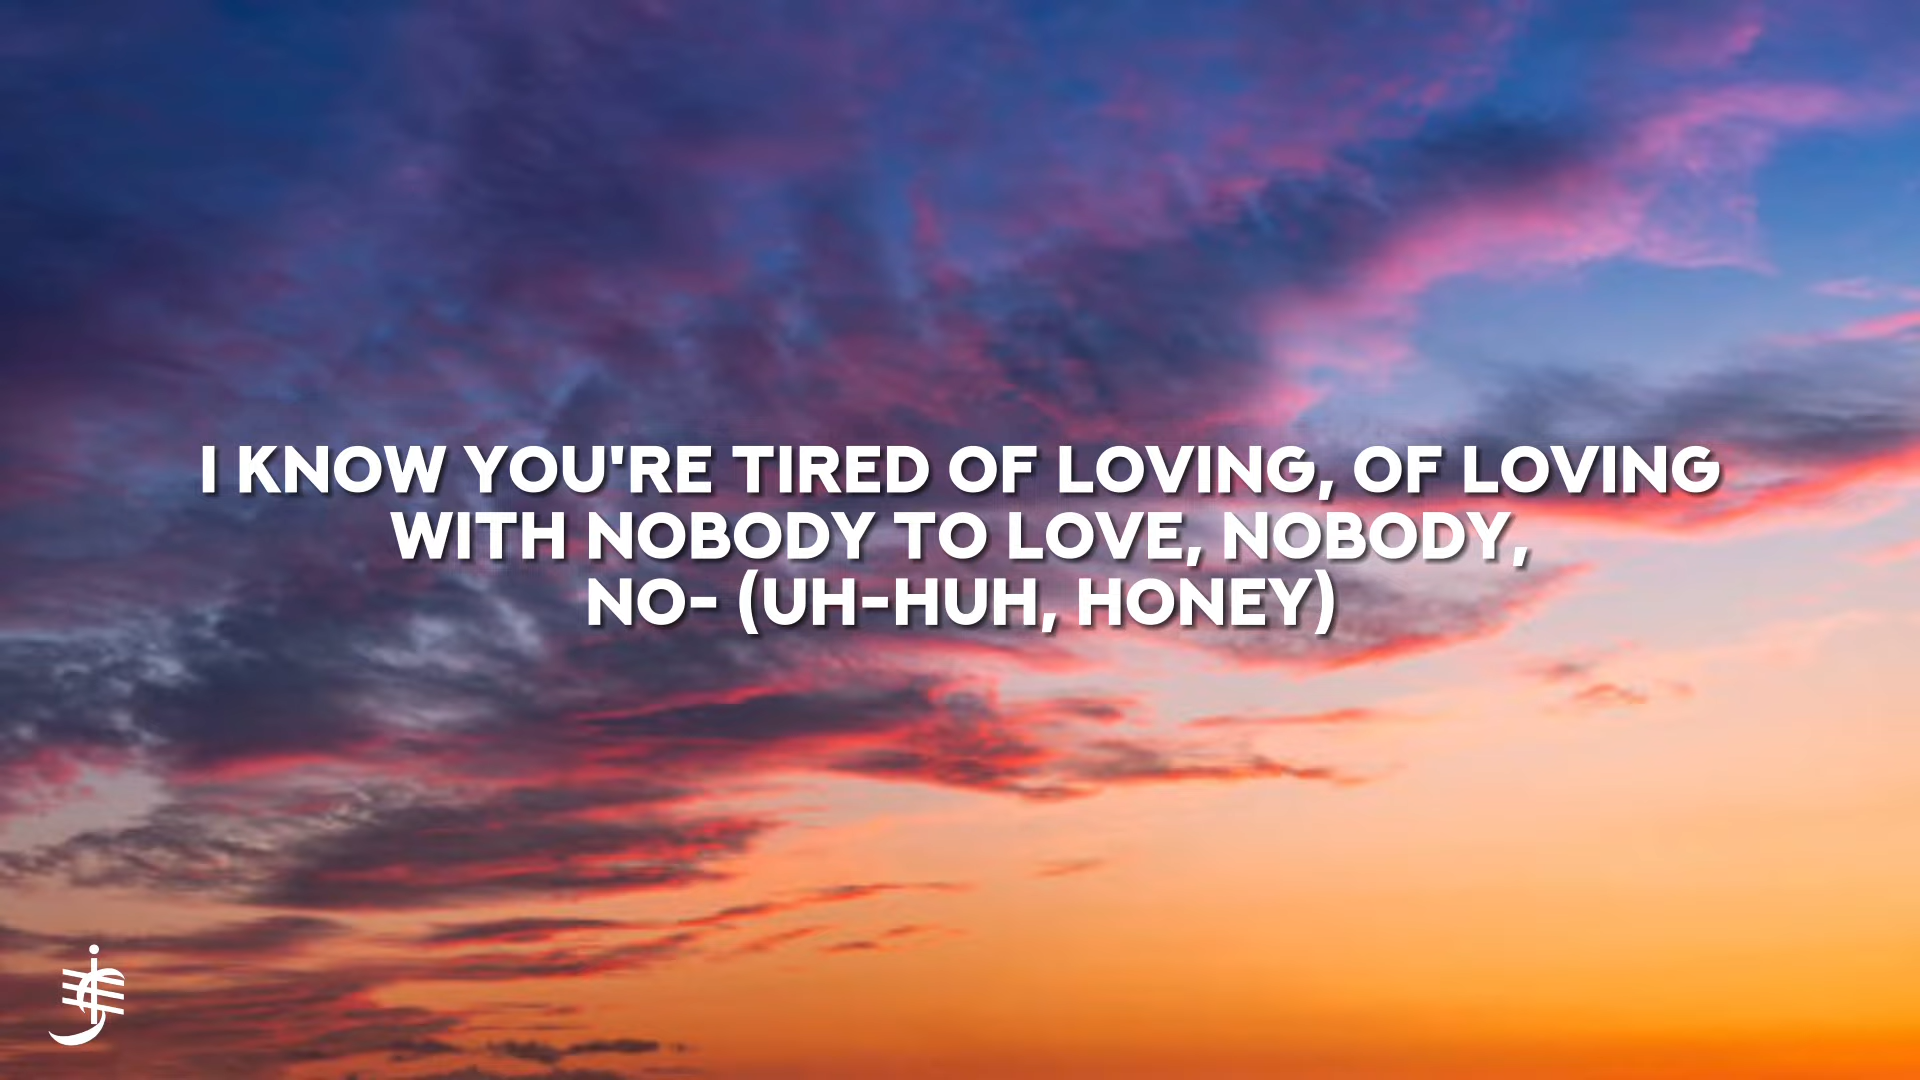 I KNOW YOU'RE TIRED OF LOVING, OF LOVING
WITH NOBODY TO LOVE, NOBODY,
NO- (UH-HUH, HONEY)